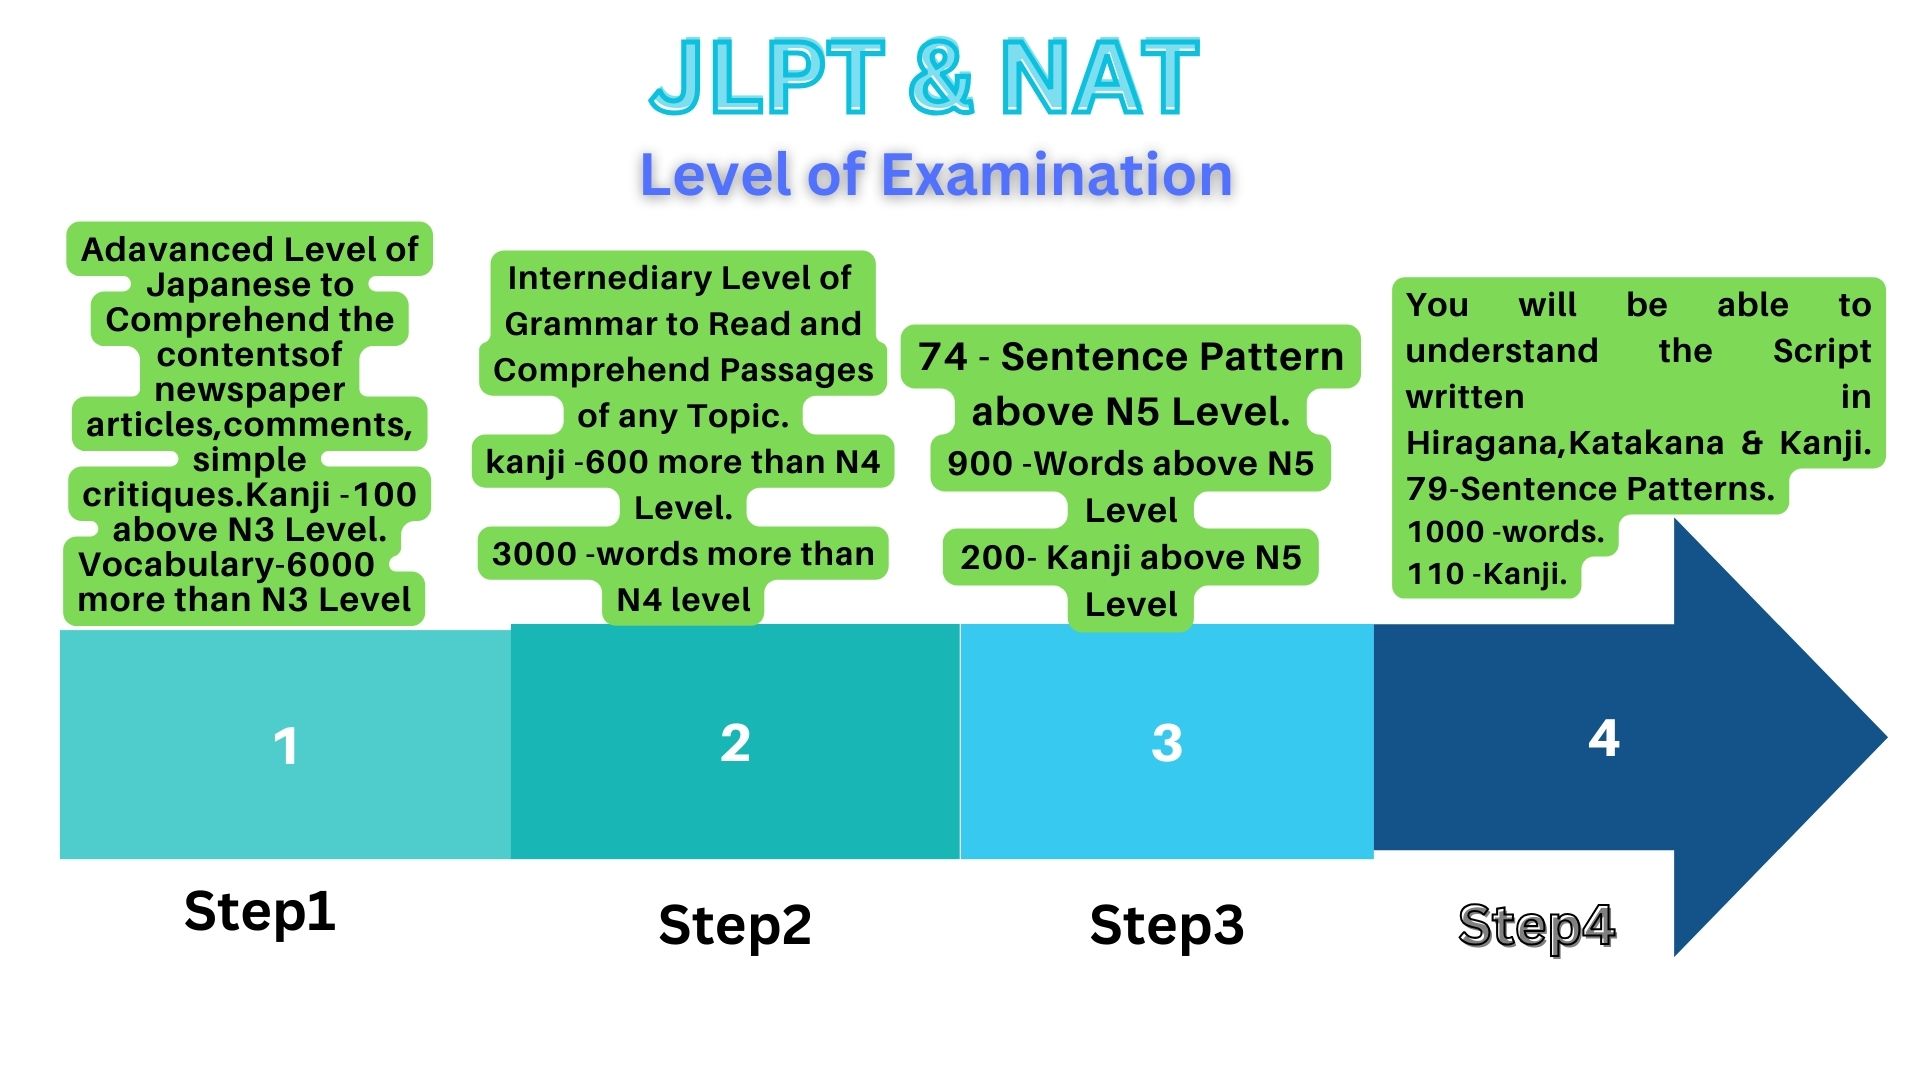 JLPT & NAT
Level of Examination
Adavanced Level of
Japanese to
Comprehend the
contentsof
newspaper
articles,comments,
simple
critiques.Kanji -100
above N3 Level.
Vocabulary-6000
more than N3 Level
Internediary Level of
Grammar to Read and
Comprehend Passages
of any Topic.
kanji -600 more than N4
Level.
3000 -words more than
N4 level
74 - Sentence Pattern
above N5 Level.
900 -Words above N5
Level
200- Kanji above N5
Level
You will be able to
understand the Script
written in
Hiragana,Katakana & Kanji.
79-Sentence Patterns.
1000 -words.
110 -Kanji.
1
2
3
4
Step1
Step2
Step3
Step4